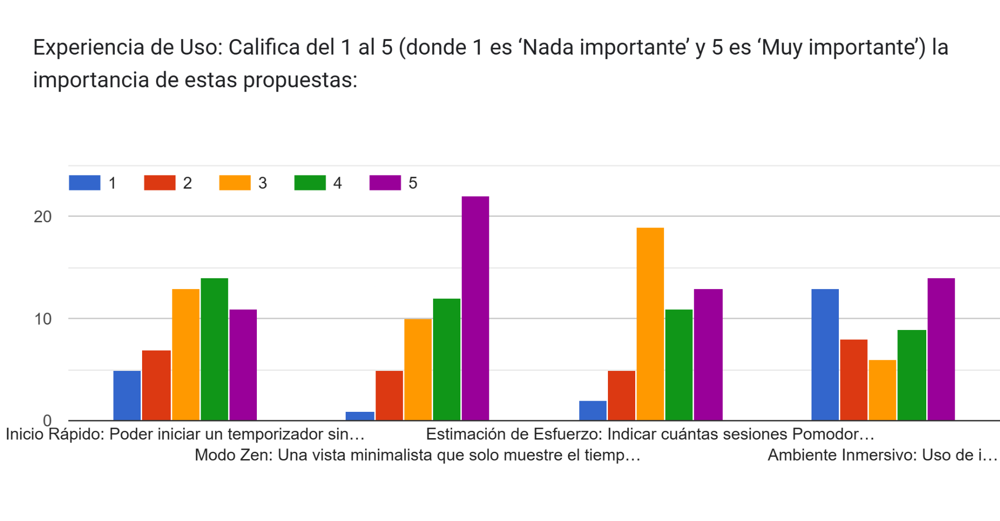 Experiencia de Uso: Califica del 1 al 5 (donde 1 es ‘Nada importante’ y 5 es ‘Muy importante’) la
importancia de estas propuestas:
1 2 3 4 5
20
10
0
Inicio Rápido: Poder iniciar un temporizador sin…
Estimación de Esfuerzo: Indicar cuántas sesiones Pomodor…
Modo Zen: Una vista minimalista que solo muestre el tiemp…
Ambiente Inmersivo: Uso de i…